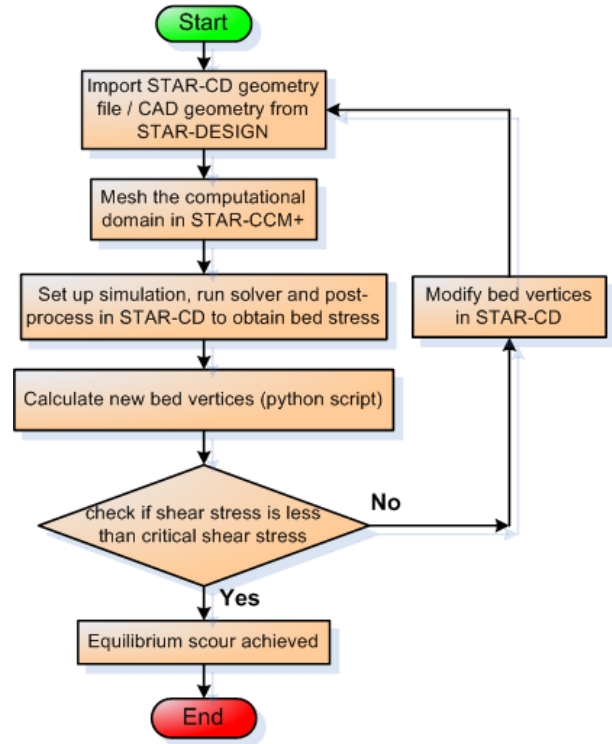 Start
Import STAR-CD geometry
file / CAD geometry from
STAR-DESIGN
Mesh the computational
domain in STAR-CCM+
Set up simulation, run solver and post-
process in STAR-CD to obtain bed stress
Modify bed vertices
in STAR-CD
Calculate new bed vertices (python script)
check if shear stress is less
than critical shear stress
No
Yes
Equilibrium scour achieved
End